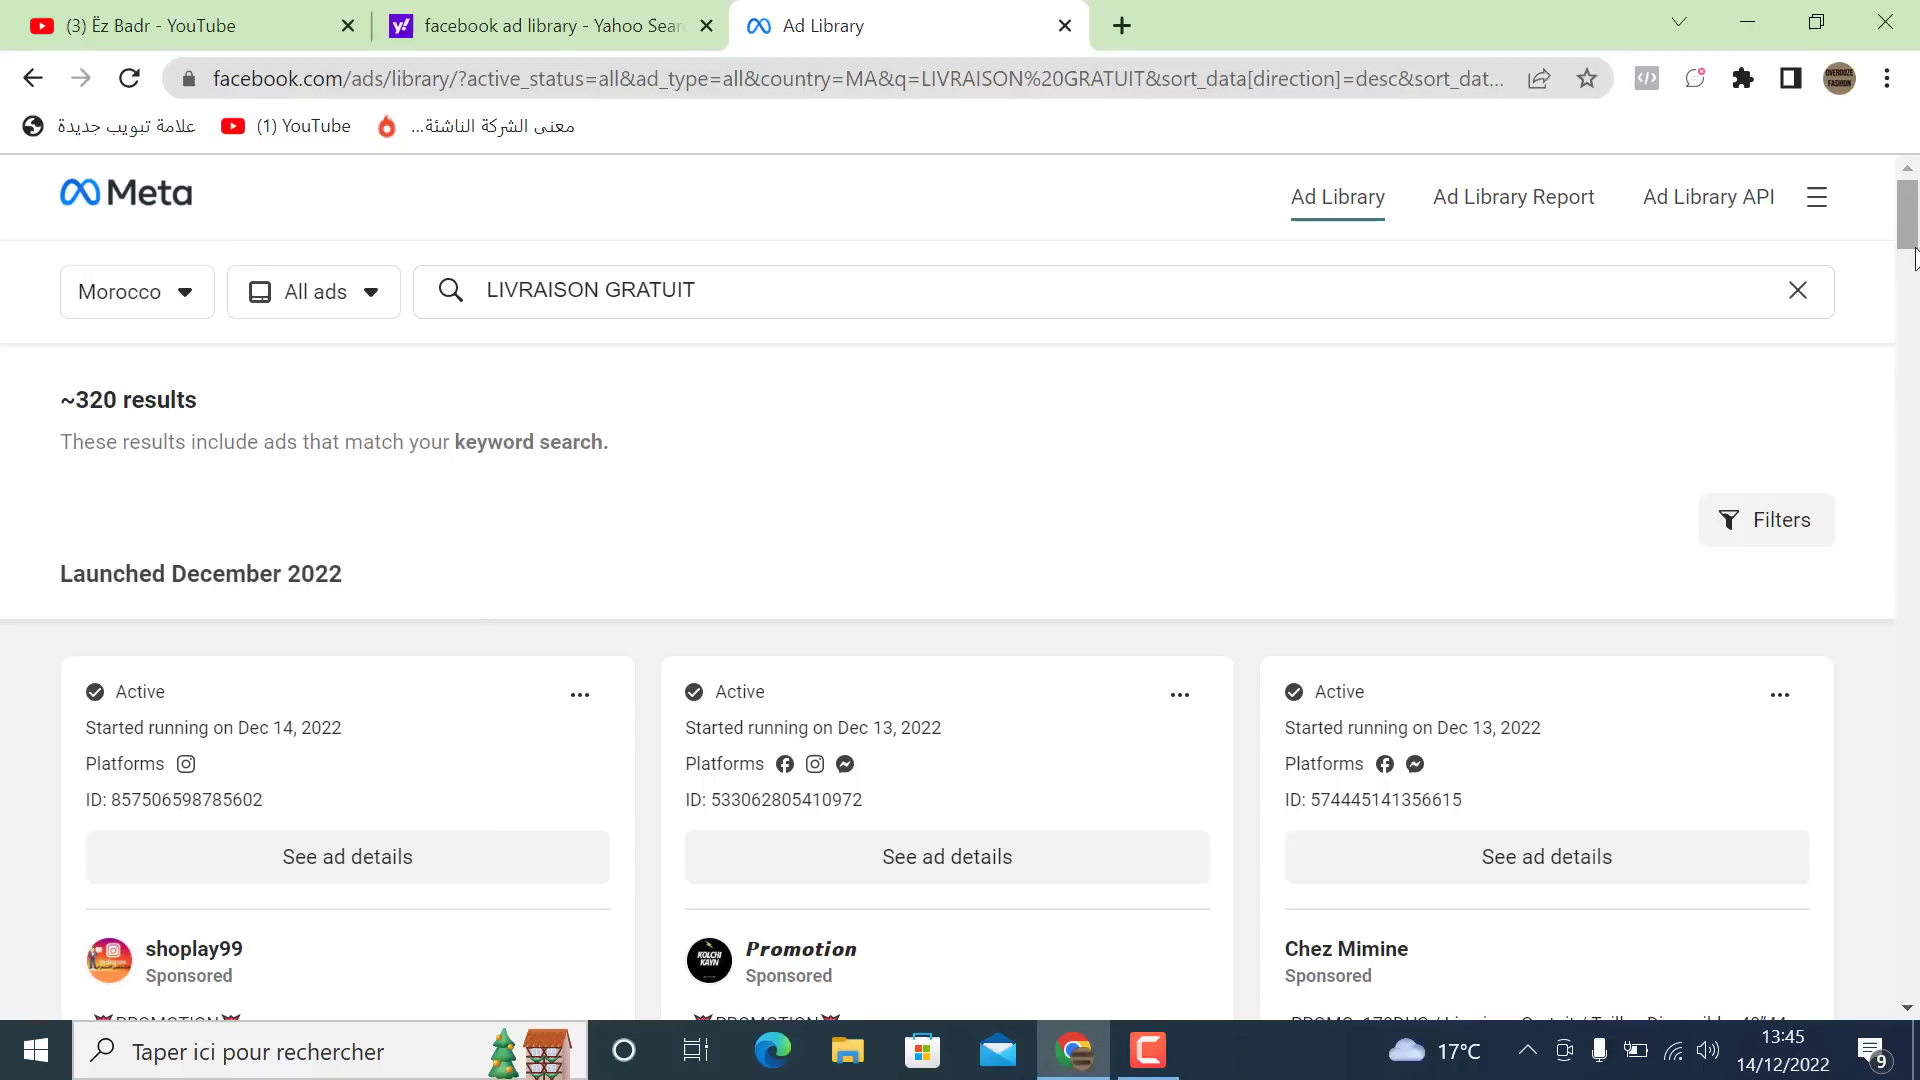 (3) Ëz Badr - YouTube
facebook ad library - Yahoo Sear
Ad Library
facebook.com/ads/library/?active_status=all&ad_type=all&country=MA&q=LIVRAISON%20GRATUIT&sort_data[direction]=desc&sort_dat...
علامة تبويب جديدة
(1) YouTube
معنى الشركة الناشئة...
Meta
Ad Library
Ad Library Report
Ad Library API
Morocco
All ads
LIVRAISON GRATUIT
~320 results
These results include ads that match your keyword search.
Filters
Launched December 2022
Active
Started running on Dec 14, 2022
Platforms
ID: 857506598785602
See ad details
shoplay99
Sponsored
PROMOTION
Active
Started running on Dec 13, 2022
Platforms
ID: 533062805410972
See ad details
KOLCHI KAYN
Promotion
Sponsored
PROMOTION
Active
Started running on Dec 13, 2022
Platforms
ID: 574445141356615
See ad details
Chez Mimine
Sponsored
Taper ici pour rechercher
17°C
13:45
14/12/2022
9